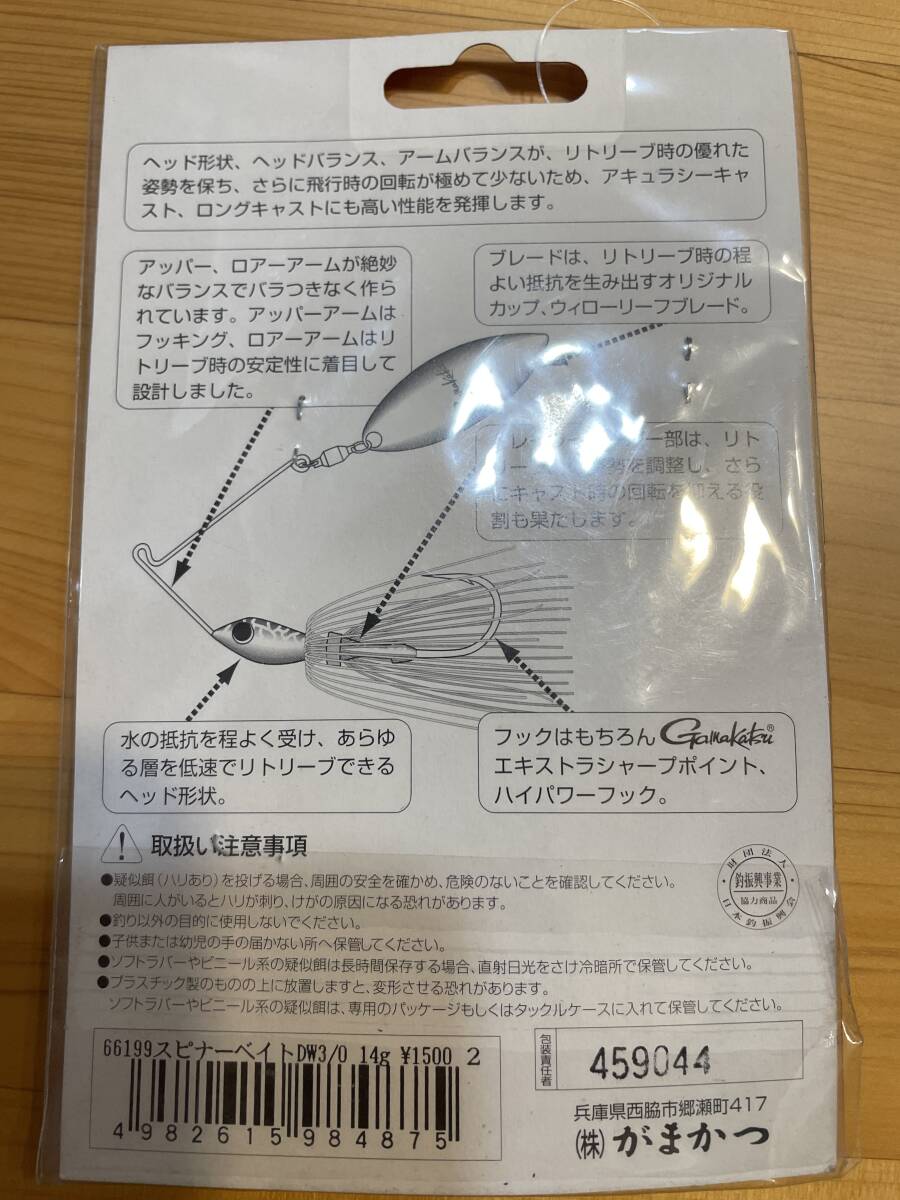 ヘッド形状、ヘッドバランス、アームバランスが、リトリーブ時の優れた
姿勢を保ち、さらに飛行時の回転が極めて少ないため、アキュラシーキャ
スト、ロングキャストにも高い性能を発揮します。
アッパー、ロアーアームが絶妙
なバランスでバラつきなく作ら
れています。アッパーアームは
フッキング、ロアーアームはリ
トリーブ時の安定性に着目して
設計しました。
ブレードは、リトリーブ時の程
よい抵抗を生み出すオリジナル
カップ、ウィローリーフブレード。
部は、リト
リー 勢を調整し、さら
にキャスト時の回転を抑える役
割も果たします。
水の抵抗を程よく受け、あらゆ
る層を低速でリトリーブできる
ヘッド形状。
フックはもちろん Gamakatsu®
エキストラシャープポイント、
ハイパワーフック。
取扱い注意事項
●疑似餌(ハリあり)を投げる場合、周囲の安全を確かめ、危険のないことを確認してください。
周囲に人がいるとハリが刺り、けがの原因になる恐れがあります。
●釣り以外の目的に使用しないでください。
●子供または幼児の手の届かない所へ保管してください。
●ソフトラバーやビニール系の疑似餌は長時間保存する場合、直射日光をさけ冷暗所で保管してください。
●プラスチック製のものの上に放置しますと、変形させる恐れがあります。
ソフトラバーやビニール系の疑似餌は、専用のパッケージもしくはタックルケースに入れて保管してください。
財団法人
釣振興事業
協力商品
日本釣振興会
66199スピナーベイトDW3/0 14g ¥1500 2
4982615984875
包装責任者
459044
兵庫県西脇市郷瀬町417
(株)がまかつ